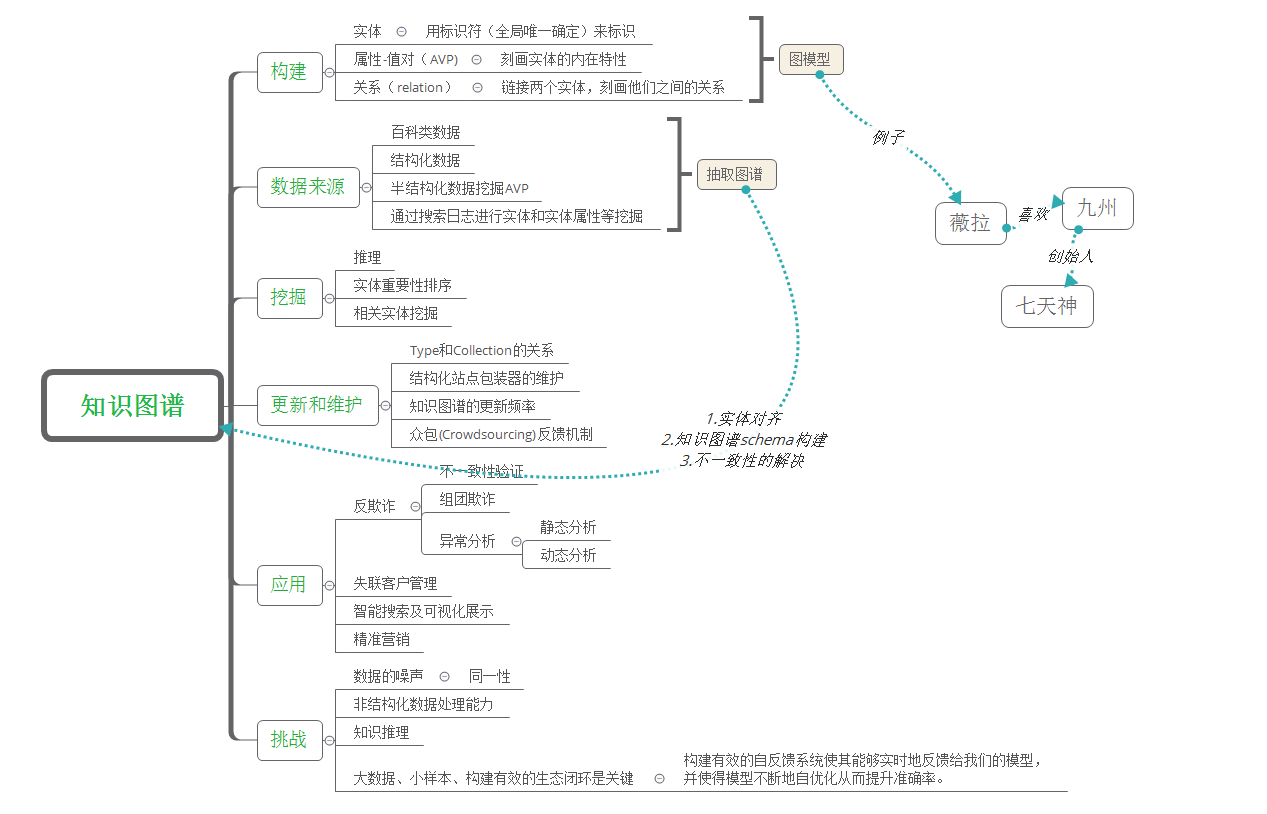 知识图谱
构建
实体
用标识符（全局唯一确定）来标识
属性-值对（AVP）
刻画实体的内在特性
关系（relation）
链接两个实体，刻画他们之间的关系
图模型
例子
薇拉
喜欢
九州
创始人
七天神
数据来源
百科类数据
结构化数据
半结构化数据挖掘AVP
通过搜索日志进行实体和实体属性等挖掘
抽取图谱
1.实体对齐
2.知识图谱schema构建
3.不一致性的解决
挖掘
推理
实体重要性排序
相关实体挖掘
更新和维护
Type和Collection的关系
结构化站点包装器的维护
知识图谱的更新频率
众包(Crowdsourcing)反馈机制
应用
反欺诈
不一致性验证
组团欺诈
异常分析
静态分析
动态分析
失联客户管理
智能搜索及可视化展示
精准营销
挑战
数据的噪声
同一性
非结构化数据处理能力
知识推理
大数据、小样本、构建有效的生态闭环是关键
构建有效的自反馈系统使其能够实时地反馈给我们的模型，
并使得模型不断地自优化从而提升准确率。